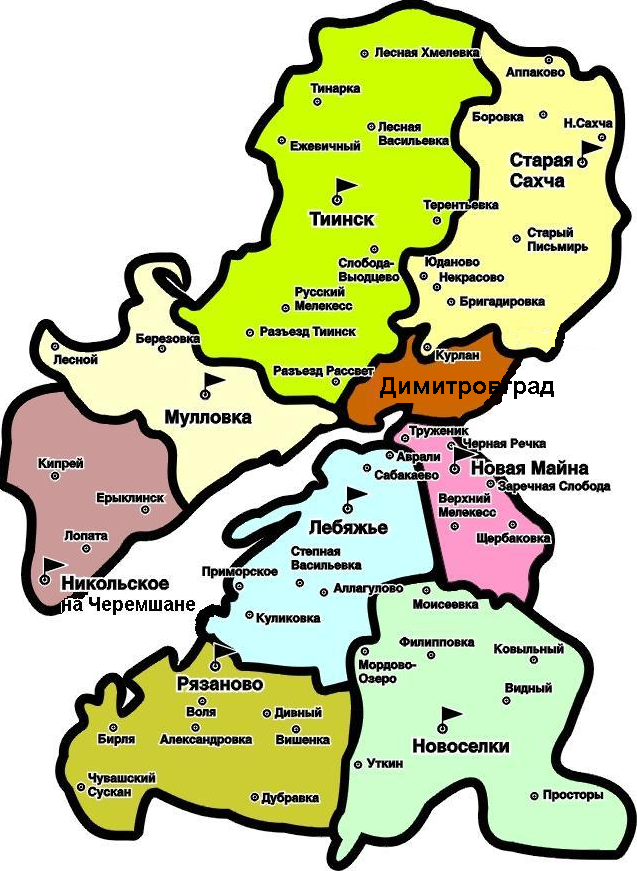 Лесная Хмелевка
Аппаково
Тинарка
Боровка
Н.Сахча
Лесная
Васильевка
Ежевичный
Старая
Сахча
Тиинск
Терентьевка
Старый
Письмирь
Слобода-
Выодцево
Юданово
Некрасово
Русский
Мелекесс
Бригадировка
Разъезд Тиинск
Березовка
Лесной
Курлан
Разъезд Рассвет
Димитровград
Мулловка
Труженик
Черная Речка
Аврали
Сабакаево
Новая Майна
Заречная Слобода
Кипрей
Ерыклинск
Верхний
Мелекесс
Лебяжье
Щербаковка
Лопата
Степная
Васильевка
Никольское
на Черемшане
Приморское
Аллагулово
Моисеевка
Куликовка
Филипповка
Ковыльный
Мордово-
Озеро
Рязаново
Видный
Воля
Дивный
Бирля
Александровка
Вишенка
Новоселки
Уткин
Чувашский
Сускан
Дубравка
Просторы